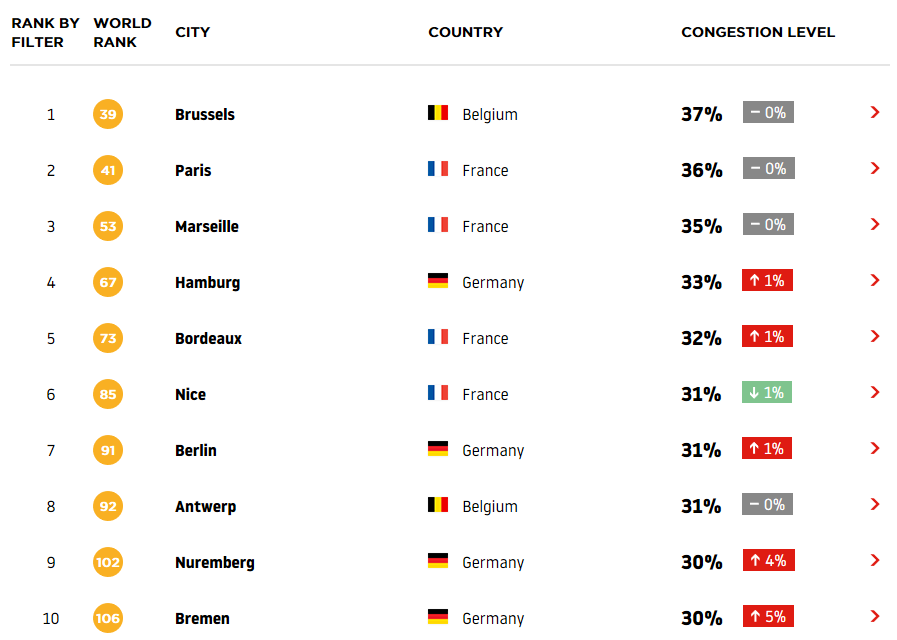 RANK BY FILTER WORLD RANK CITY COUNTRY CONGESTION LEVEL
1 39 Brussels Belgium 37% – 0%
2 41 Paris France 36% – 0%
3 53 Marseille France 35% – 0%
4 67 Hamburg Germany 33% ↑ 1%
5 73 Bordeaux France 32% ↑ 1%
6 85 Nice France 31% ↓ 1%
7 91 Berlin Germany 31% ↑ 1%
8 92 Antwerp Belgium 31% – 0%
9 102 Nuremberg Germany 30% ↑ 4%
10 106 Bremen Germany 30% ↑ 5%